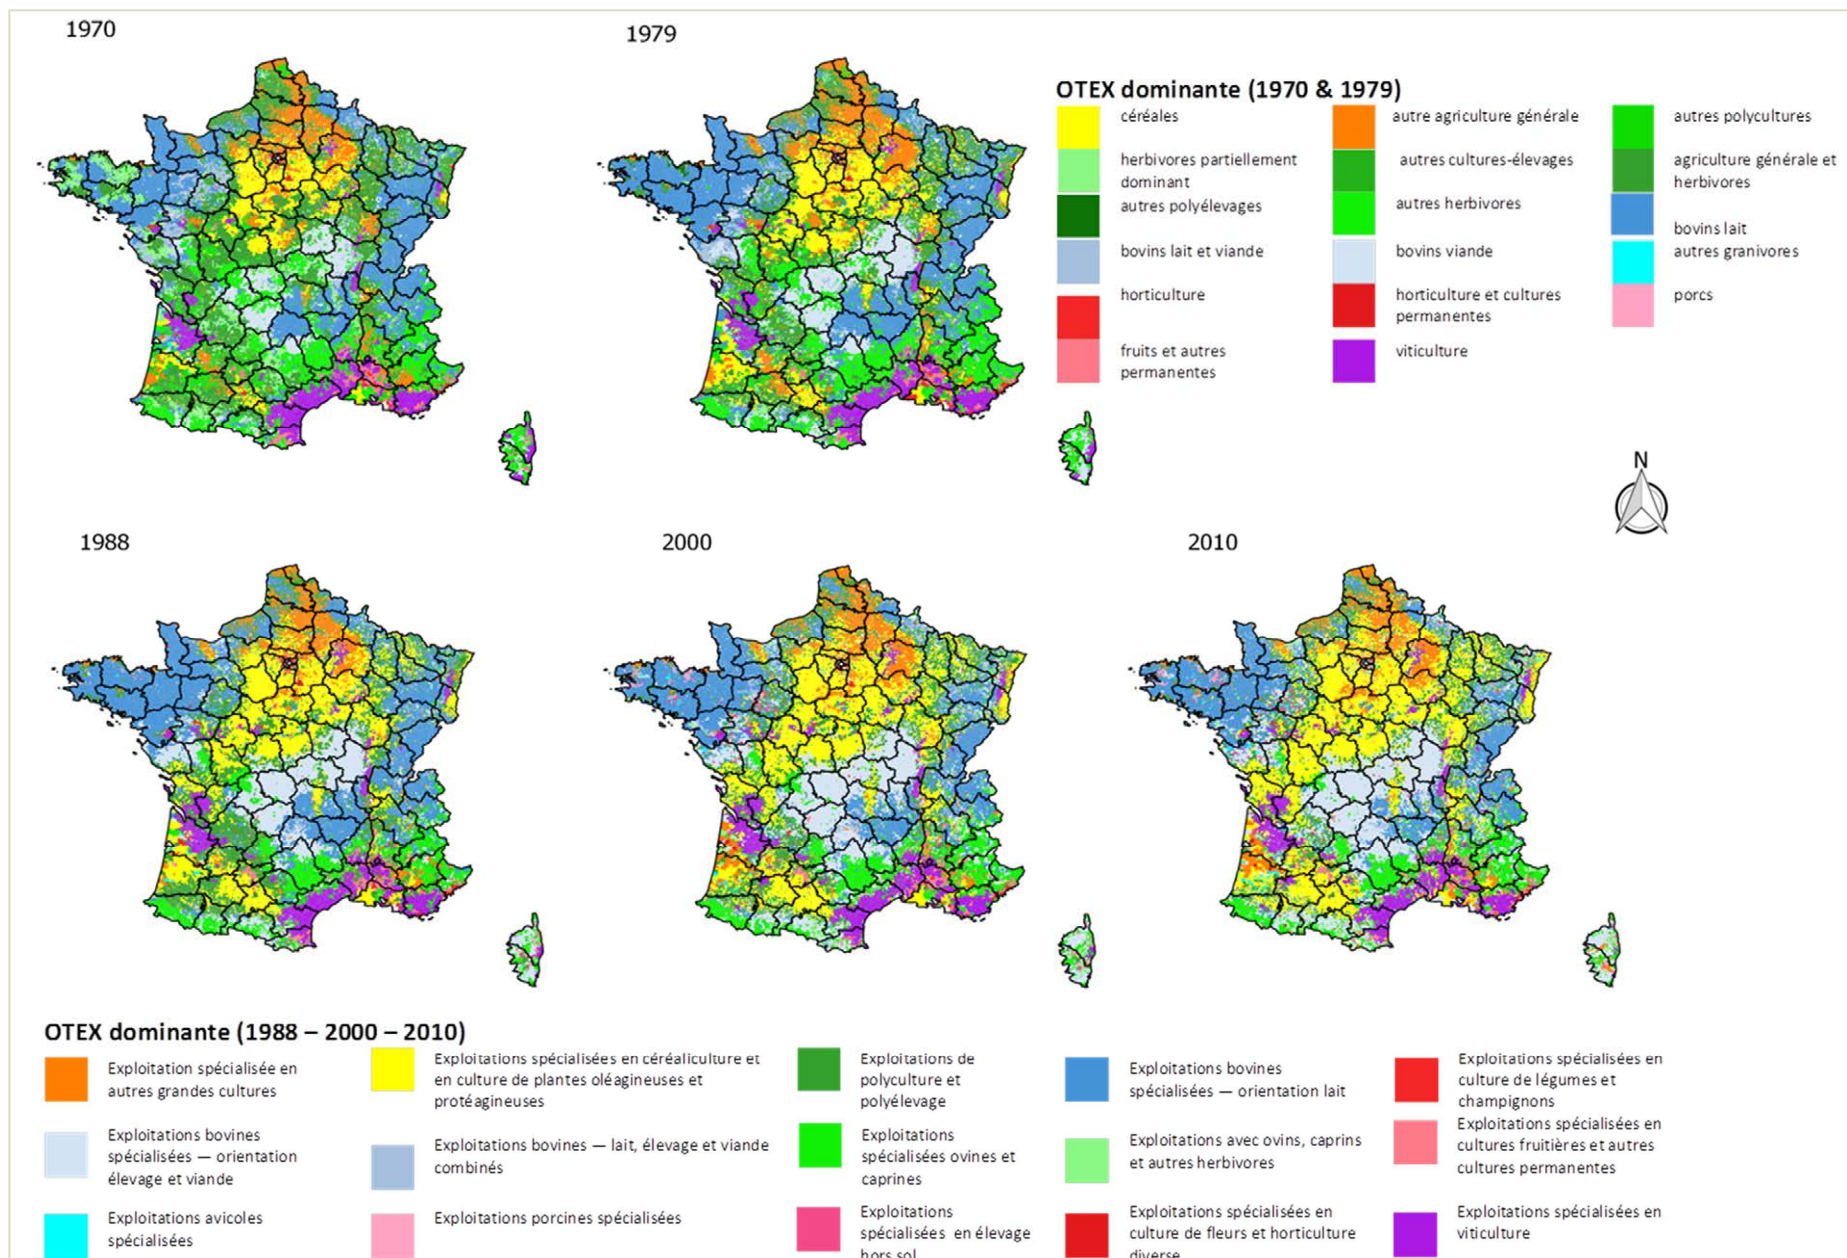 1970
1979
OTEX dominante (1970 & 1979)
céréales
autre agriculture générale
autres polycultures
herbivores partiellement
dominant
autres cultures-élevages
agriculture générale et
herbivores
autres polyélevages
autres herbivores
bovins lait
bovins lait et viande
bovins viande
autres granivores
horticulture
horticulture et cultures
permanentes
porcs
fruits et autres
permanentes
viticulture
N
1988
2000
2010
OTEX dominante (1988 – 2000 – 2010)
Exploitation spécialisée en
autres grandes cultures
Exploitations spécialisées en céréaliculture et
en culture de plantes oléagineuses et
protéagineuses
Exploitations de
polyculture et
polyélevage
Exploitations bovines
spécialisées — orientation lait
Exploitations spécialisées en
culture de légumes et
champignons
Exploitations bovines
spécialisées — orientation
élevage et viande
Exploitations bovines — lait, élevage et viande
combinés
Exploitations
spécialisées ovines et
caprines
Exploitations avec ovins, caprins
et autres herbivores
Exploitations spécialisées en
cultures fruitières et autres
cultures permanentes
Exploitations avicoles
spécialisées
Exploitations porcines spécialisées
Exploitations
spécialisées en élevage
hors sol
Exploitations spécialisées en
culture de fleurs et horticulture
diverse
Exploitations spécialisées en
viticulture